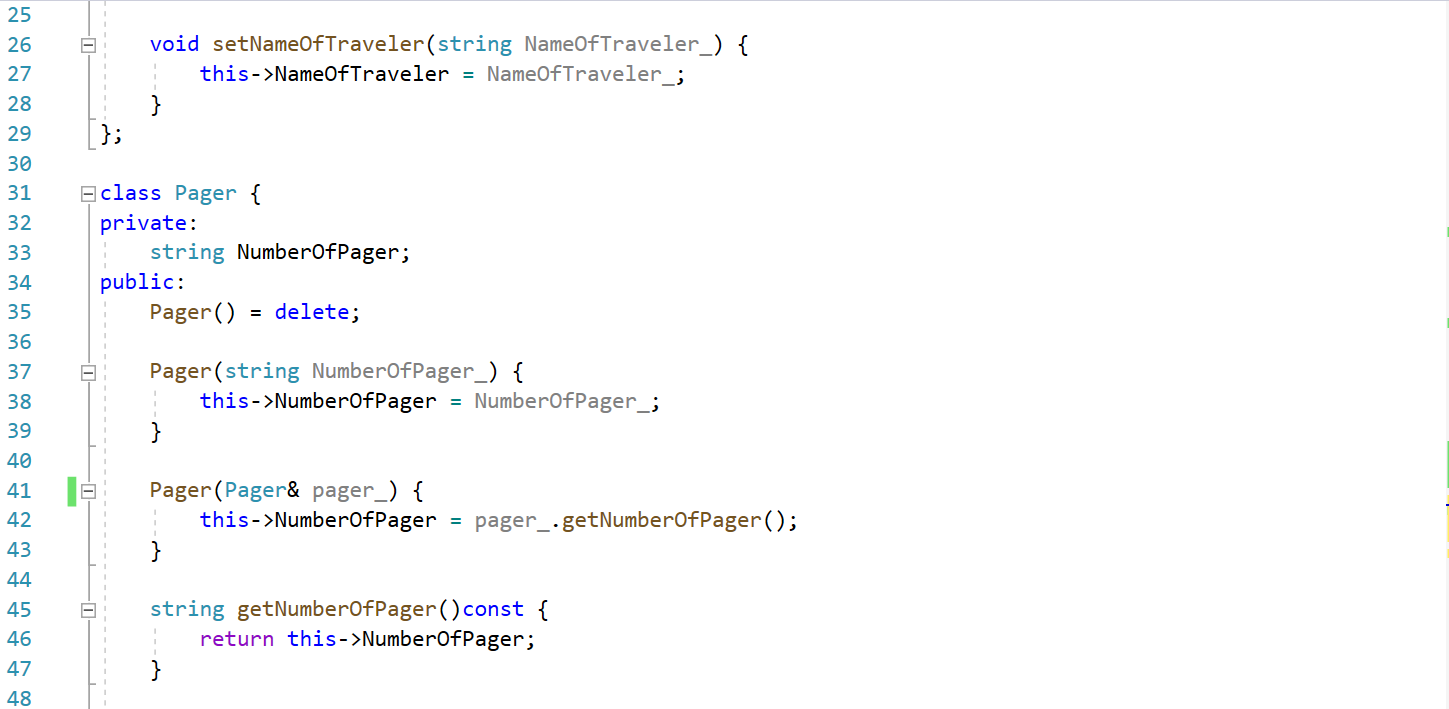 25
26 void setNameOfTraveler(string NameOfTraveler_) {
27 this->NameOfTraveler = NameOfTraveler_;
28 }
29 };
30
31 class Pager {
32 private:
33 string NumberOfPager;
34 public:
35 Pager() = delete;
36
37 Pager(string NumberOfPager_) {
38 this->NumberOfPager = NumberOfPager_;
39 }
40
41 Pager(Pager& pager_) {
42 this->NumberOfPager = pager_.getNumberOfPager();
43 }
44
45 string getNumberOfPager()const {
46 return this->NumberOfPager;
47 }
48